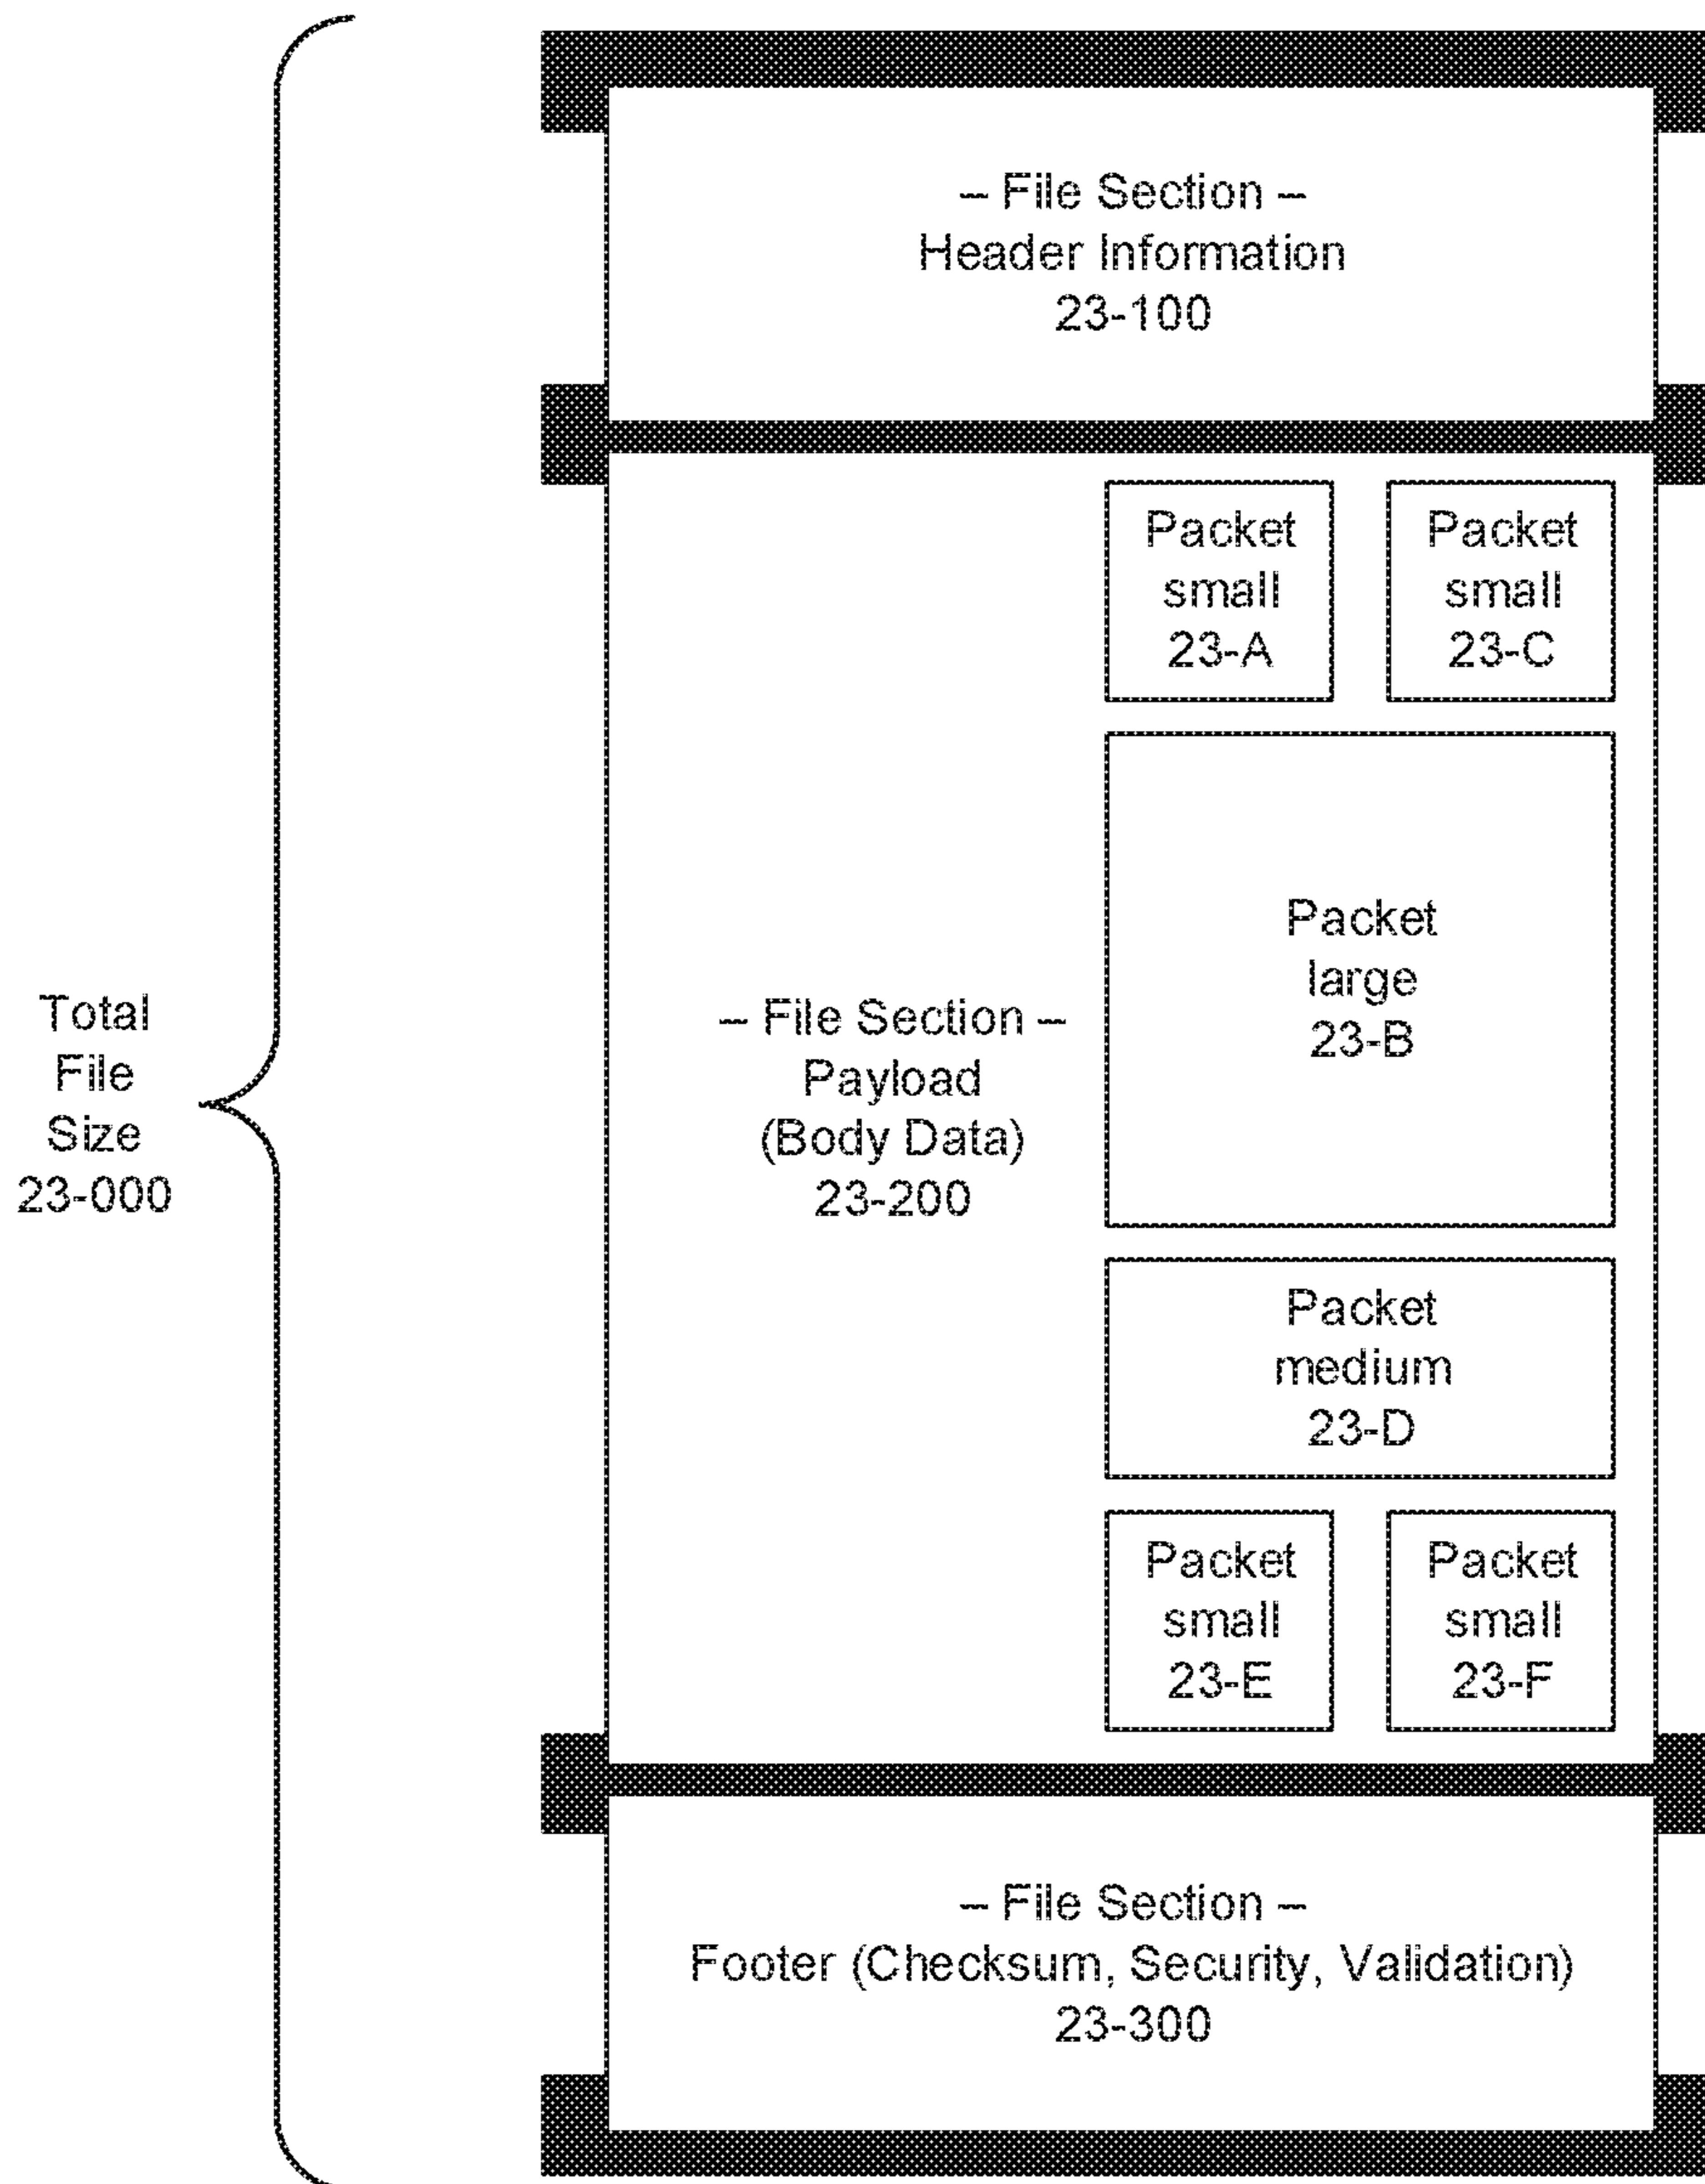 – File Section –
Header Information
23-100
Packet
small
23-A
Packet
small
23-C
Packet
large
23-B
Total
File
Size
23-000
– File Section –
Payload
(Body Data)
23-200
Packet
medium
23-D
Packet
small
23-E
Packet
small
23-F
– File Section –
Footer (Checksum, Security, Validation)
23-300